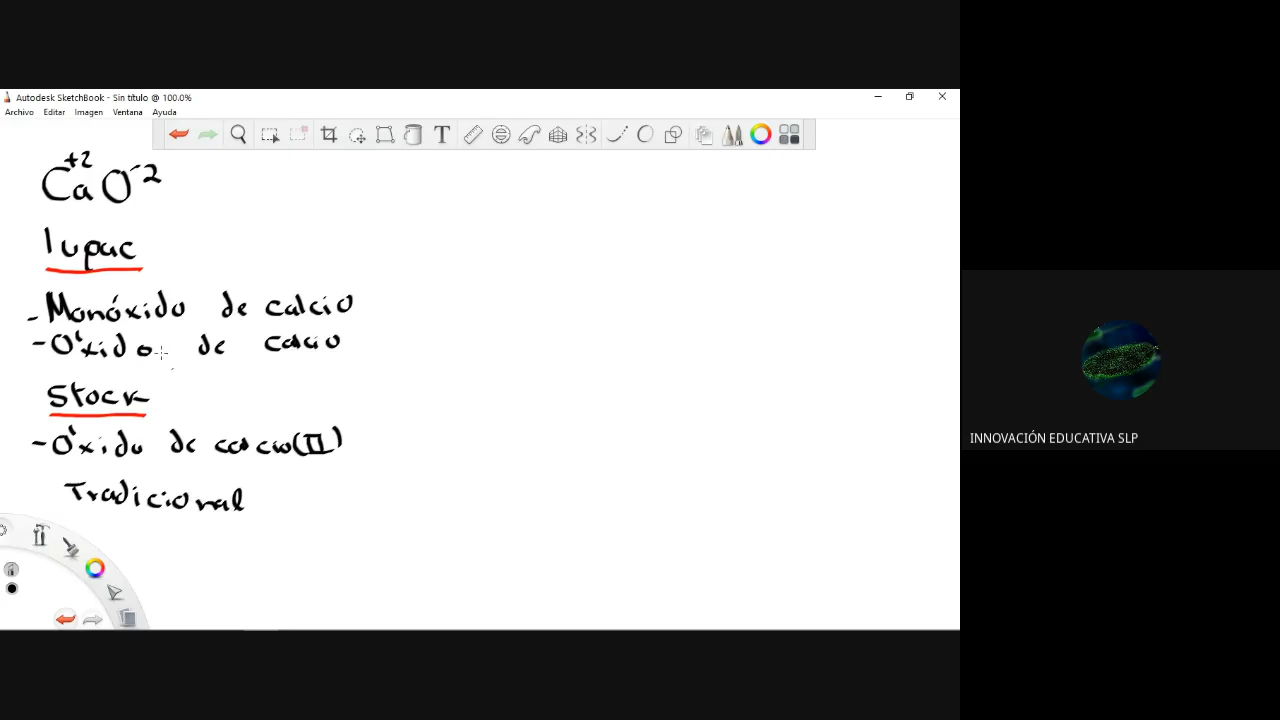 Autodesk SketchBook - Sin título @ 100.0%
Archivo Editar Imagen Ventana Ayuda
T
Ca+2 O-2
Iupac
- Monóxido de calcio
- Óxido de calcio
Stock
- Óxido de calcio(II)
Tradicional
INNOVACIÓN EDUCATIVA SLP